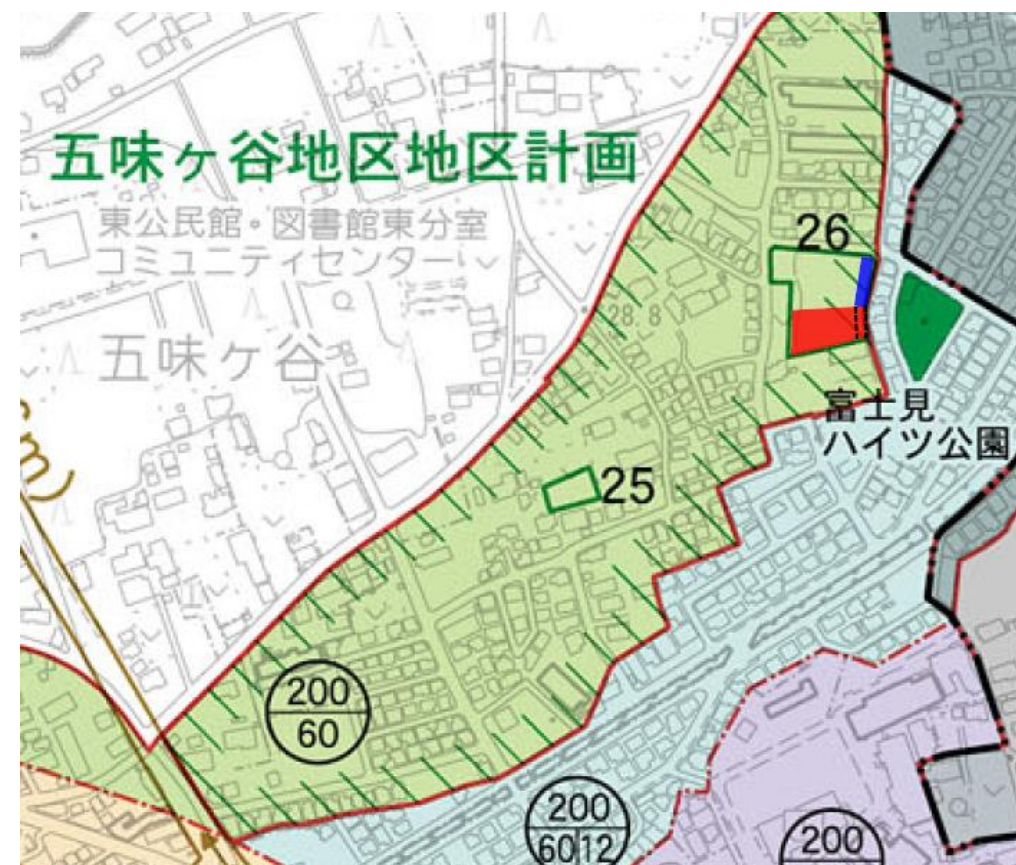 五味ヶ谷地区地区計画
東公民館・図書館東分室
コミュニティセンター
26
28.8
五味ヶ谷
富士見
ハイツ公園
25
200
60
200
60 12
200